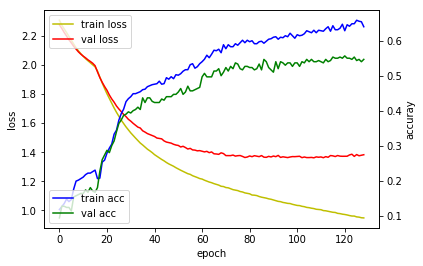 train loss
val loss
train acc
val acc
2.2
2.0
1.8
1.6
1.4
1.2
1.0
loss
0.6
0.5
0.4
0.3
0.2
0.1
accuray
0
20
40
60
80
100
120
epoch